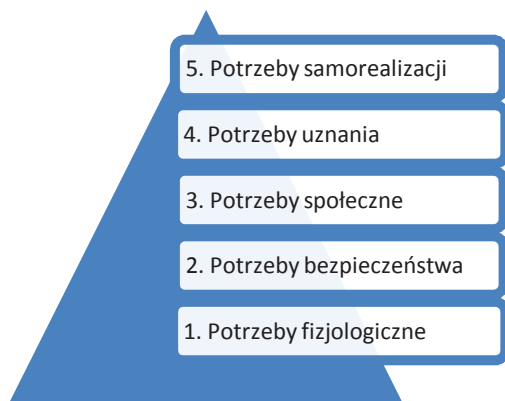 5. Potrzeby samorealizacji
4. Potrzeby uznania
3. Potrzeby społeczne
2. Potrzeby bezpieczeństwa
1. Potrzeby fizjologiczne